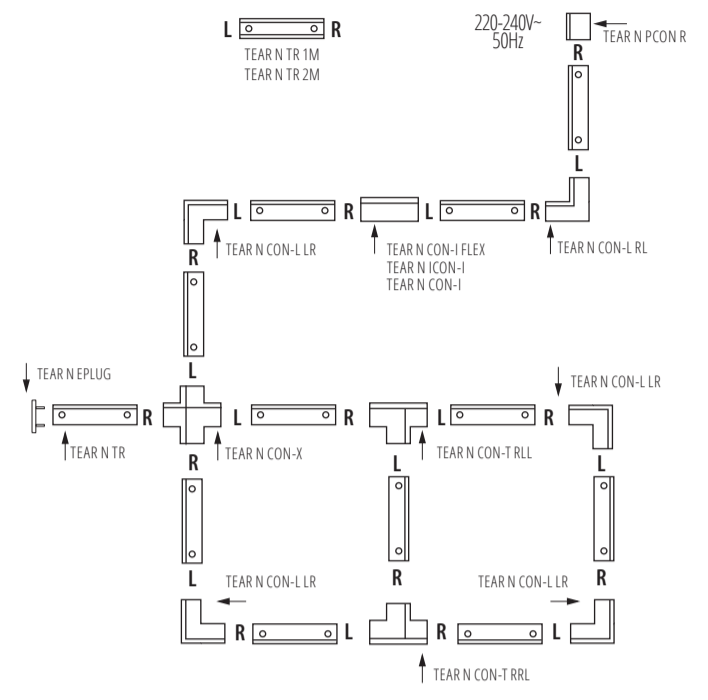 L R
TEAR N TR 1M
TEAR N TR 2M
220-240V~
50Hz
TEAR N PCON R
R
L
L R L R
TEAR N CON-L LR
TEAR N CON-I FLEX
TEAR N ICON-I
TEAR N CON-I
TEAR N CON-L RL
R
L
TEAR N EPLUG
TEAR N CON-L LR
R L R L R
TEAR N TR
TEAR N CON-X
TEAR N CON-T RLL
R L L
L R R
TEAR N CON-L LR
TEAR N CON-L LR
R L R L
TEAR N CON-T RRL